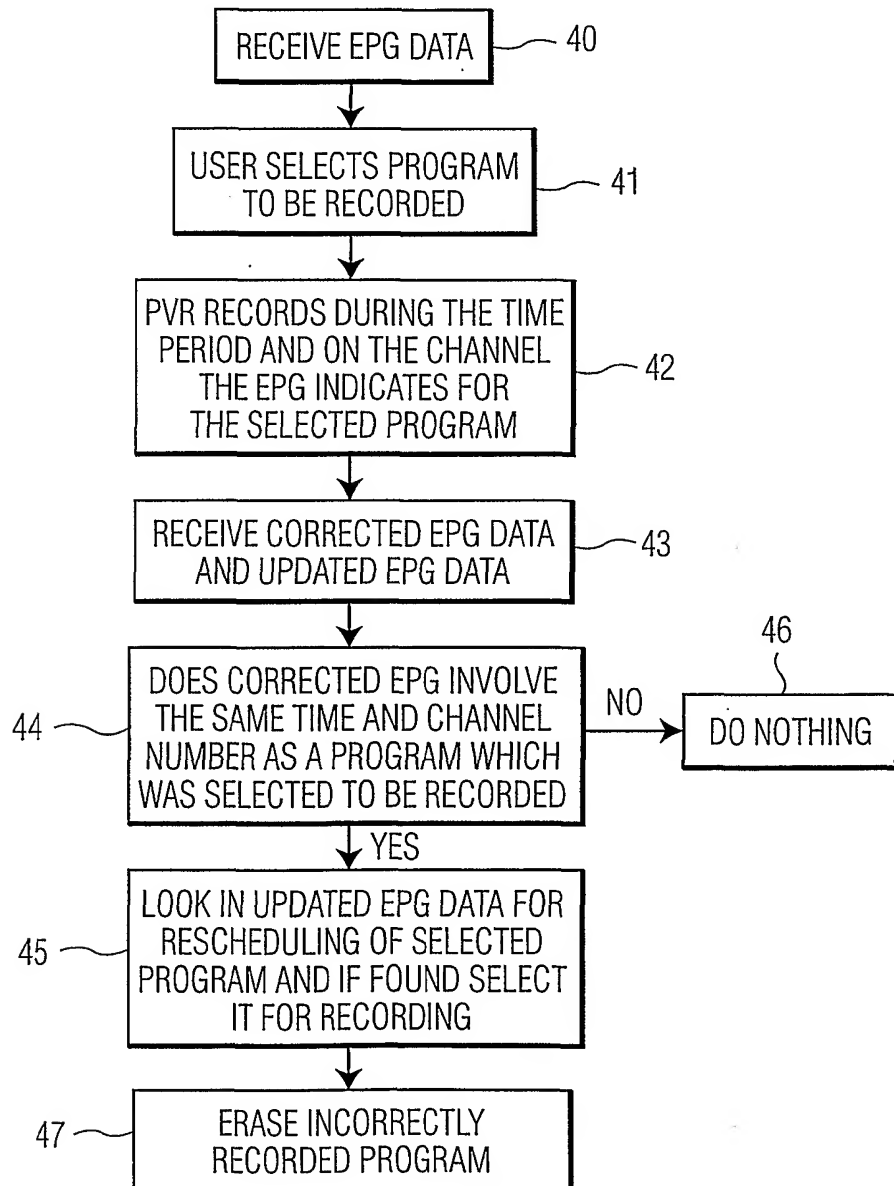 RECEIVE EPG DATA
40
USER SELECTS PROGRAM
TO BE RECORDED
41
PVR RECORDS DURING THE TIME
PERIOD AND ON THE CHANNEL
THE EPG INDICATES FOR
THE SELECTED PROGRAM
42
RECEIVE CORRECTED EPG DATA
AND UPDATED EPG DATA
43
44
DOES CORRECTED EPG INVOLVE
THE SAME TIME AND CHANNEL
NUMBER AS A PROGRAM WHICH
WAS SELECTED TO BE RECORDED
NO
46
DO NOTHING
YES
45
LOOK IN UPDATED EPG DATA FOR
RESCHEDULING OF SELECTED
PROGRAM AND IF FOUND SELECT
IT FOR RECORDING
47
ERASE INCORRECTLY
RECORDED PROGRAM